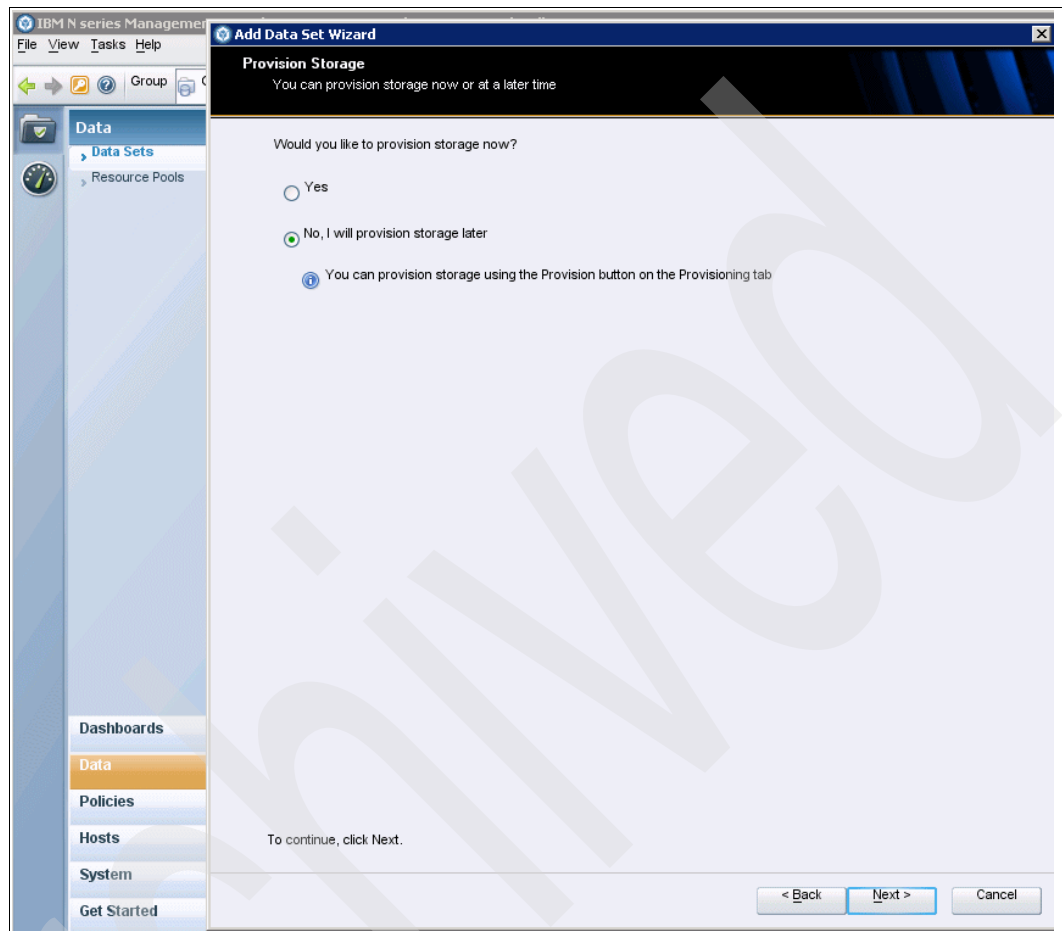 IBM N series Managemen
File View Tasks Help
Group
Data
Data Sets
Resource Pools
Dashboards
Data
Policies
Hosts
System
Get Started
Add Data Set Wizard
Provision Storage
You can provision storage now or at a later time
Would you like to provision storage now?
Yes
No, I will provision storage later
You can provision storage using the Provision button on the Provisioning tab
To continue, click Next.
< Back Next > Cancel
hived